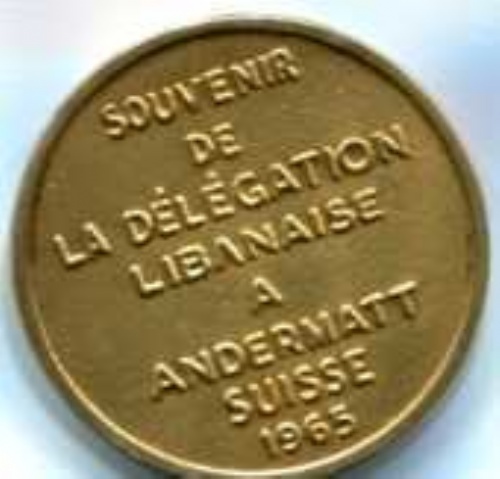 SOUVENIR
DE
LA DÉLÉGATION
LIBANAISE
A
ANDERMATT
SUISSE
1965